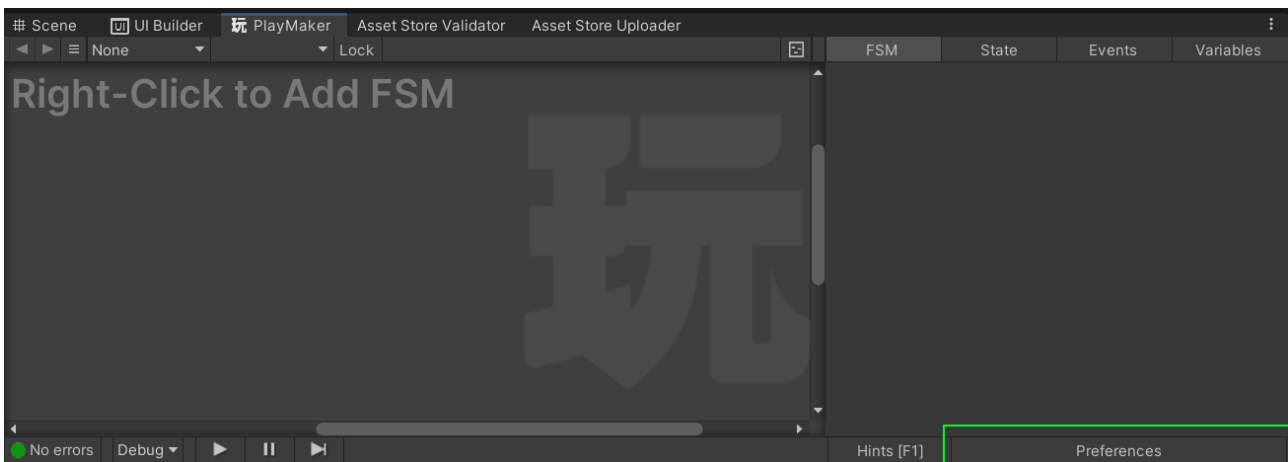 Scene UI UI Builder 玩 PlayMaker Asset Store Validator Asset Store Uploader
None Lock FSM State Events Variables
Right-Click to Add FSM
玩
No errors Debug Hints [F1] Preferences